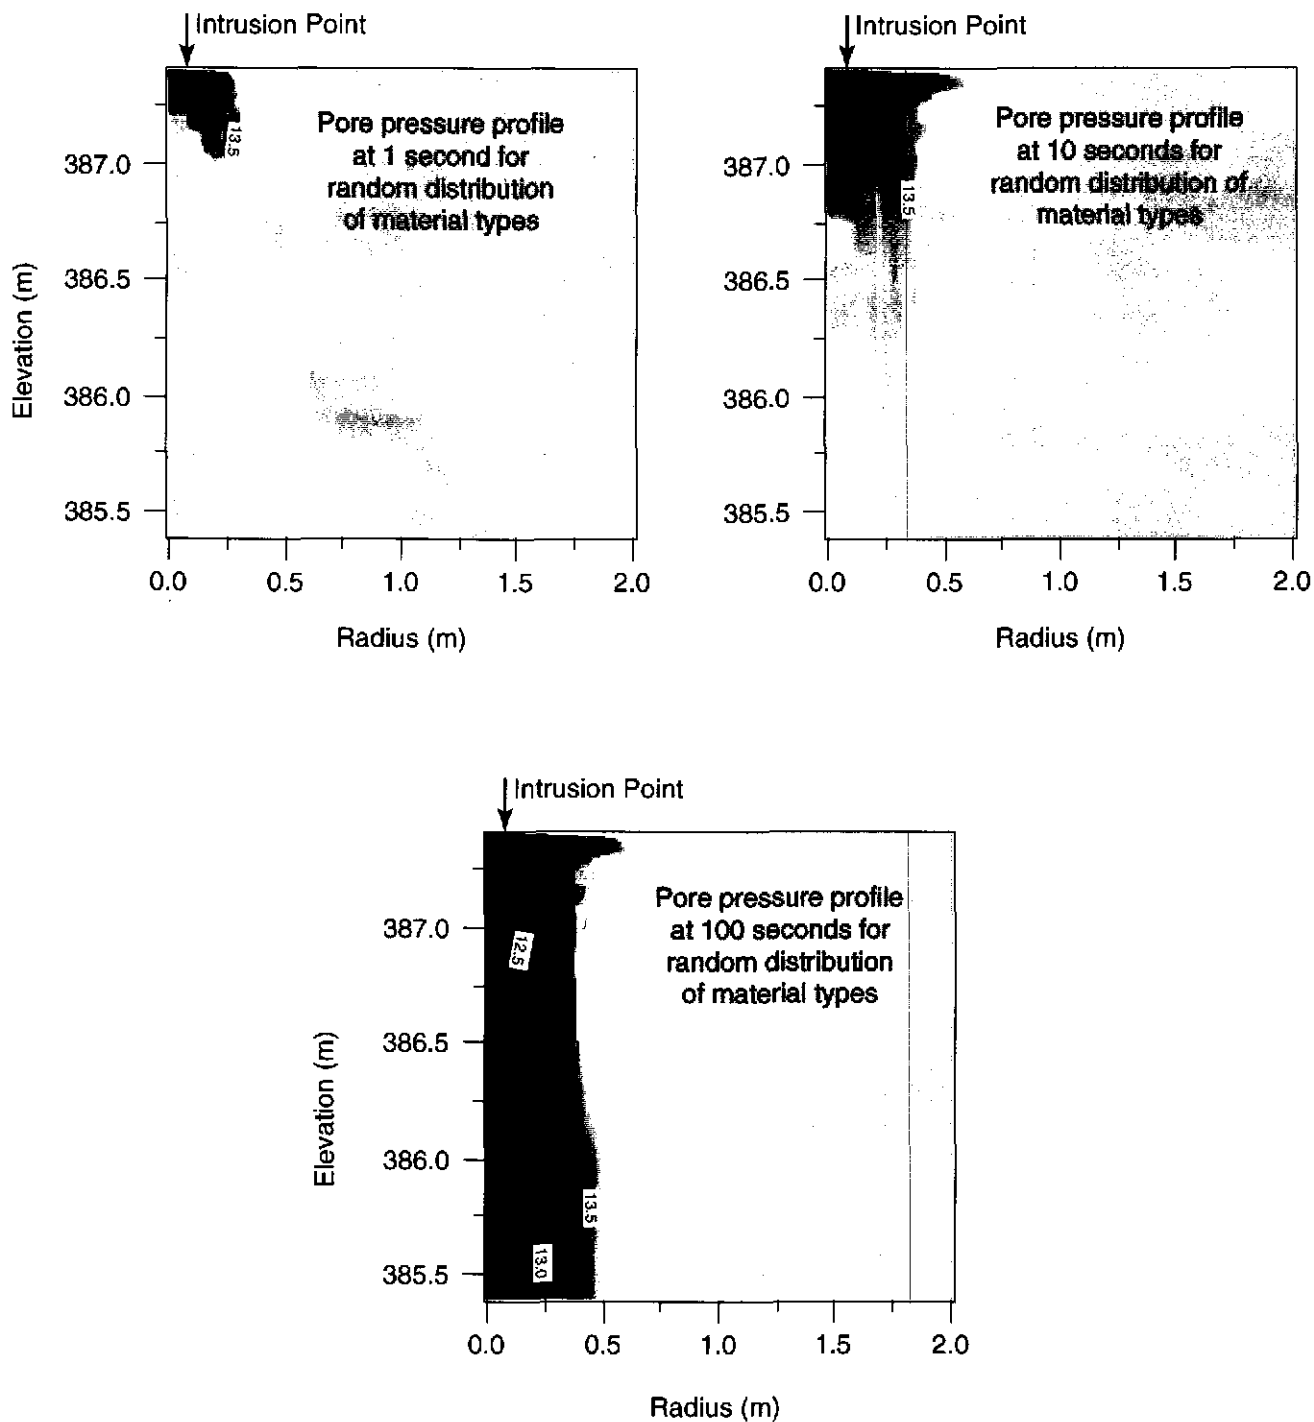 Intrusion Point
Pore pressure profile
at 1 second for
random distribution
of material types
13.5
387.0
386.5
386.0
385.5
Elevation (m)
0.0 0.5 1.0 1.5 2.0
Radius (m)
Intrusion Point
Pore pressure profile
at 10 seconds for
random distribution of
material types
13.5
387.0
386.5
386.0
385.5
0.0 0.5 1.0 1.5 2.0
Radius (m)
Intrusion Point
Pore pressure profile
at 100 seconds for
random distribution
of material types
12.5
13.5
13.0
387.0
386.5
386.0
385.5
Elevation (m)
0.0 0.5 1.0 1.5 2.0
Radius (m)